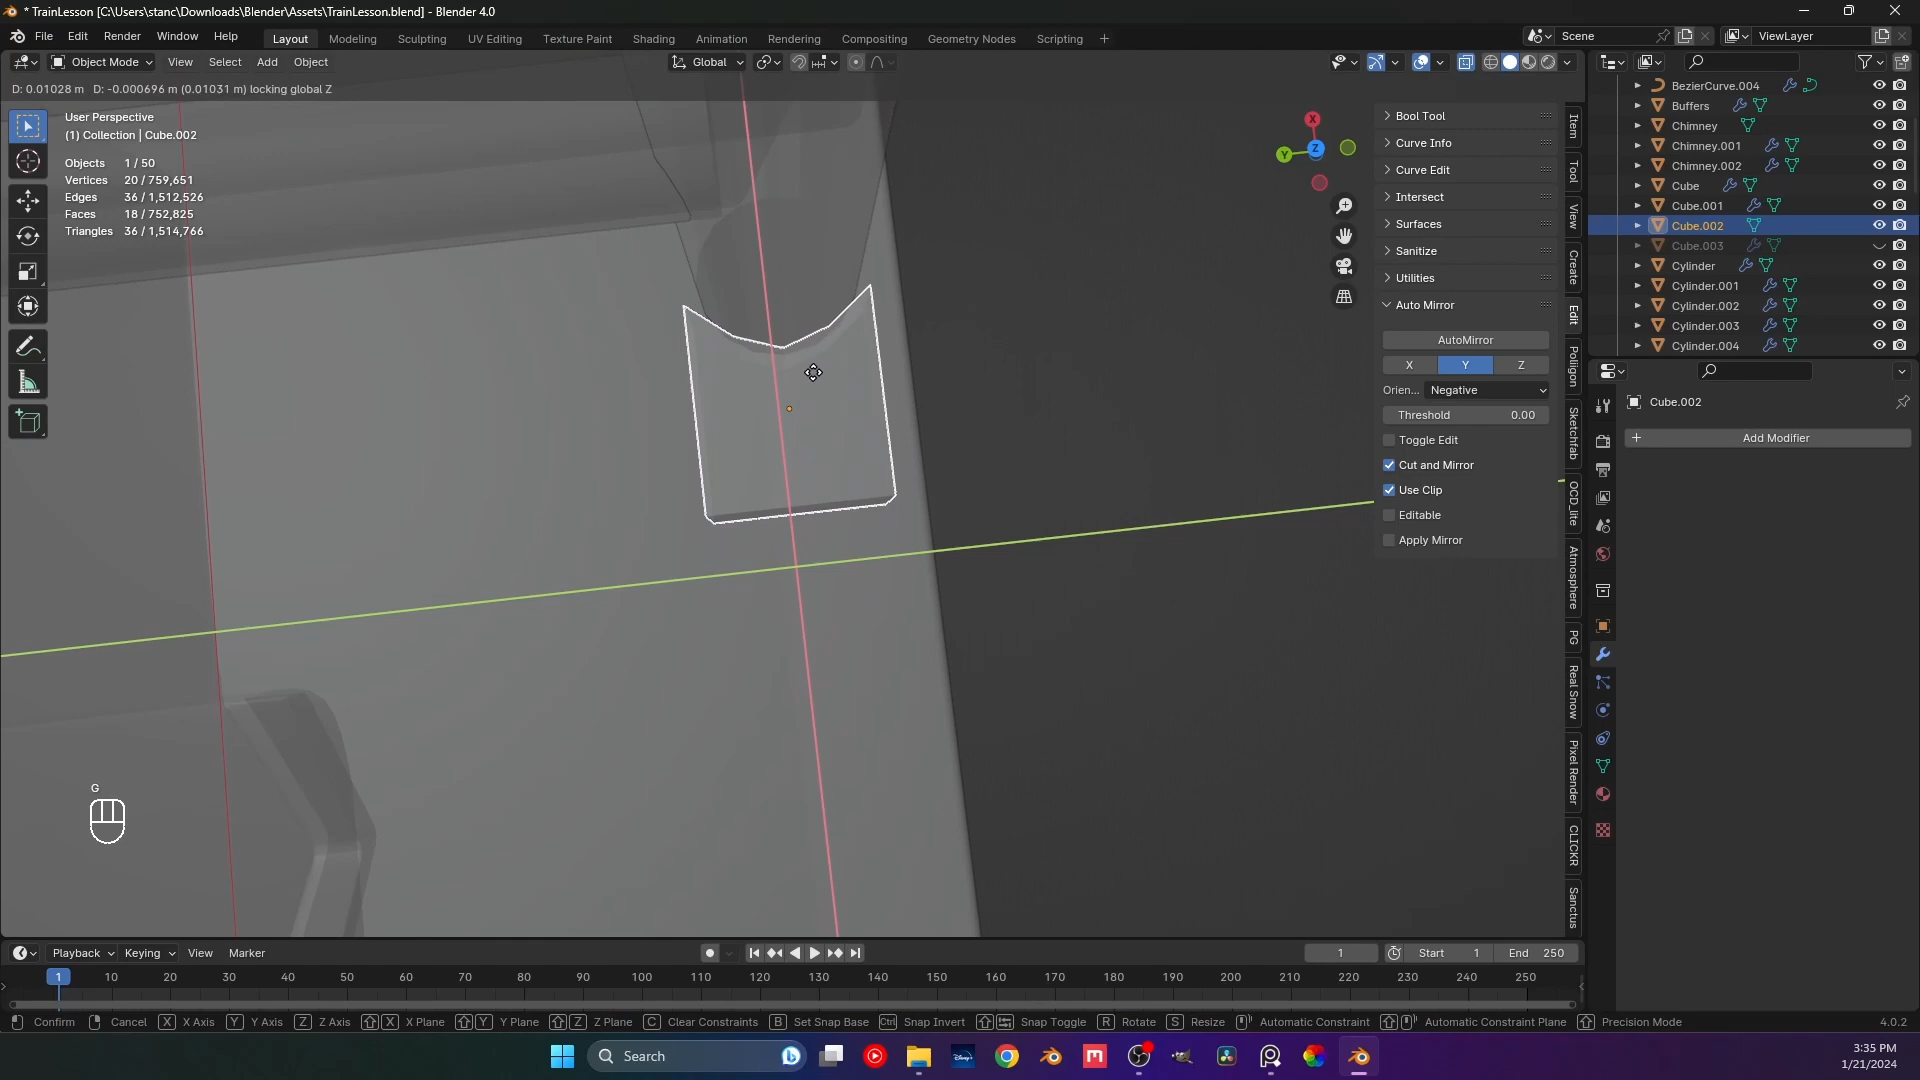 * TrainLesson [C:\Users\stanc\Downloads\Blender\Assets\TrainLesson.blend] - Blender 4.0
File Edit Render Window Help
Layout Modeling Sculpting UV Editing Texture Paint Shading Animation Rendering Compositing Geometry Nodes Scripting +
Scene
ViewLayer
Object Mode View Select Add Object
Global
D: 0.01028 m D: -0.000696 m (0.01031 m) locking global Z
User Perspective
(1) Collection | Cube.002
Objects 1 / 50
Vertices 20 / 759,651
Edges 36 / 1,512,526
Faces 18 / 752,825
Triangles 36 / 1,514,766
X
Y
Z
Bool Tool
Curve Info
Curve Edit
Intersect
Surfaces
Sanitize
Utilities
Auto Mirror
AutoMirror
X Y Z
Orien... Negative
Threshold 0.00
Toggle Edit
Cut and Mirror
Use Clip
Editable
Apply Mirror
Item
Tool
View
Create
Edit
Poliigon
Sketchfab
OCD_lite
Atmosphere
PG
Real Snow
Pixel Render
CLICKR
Sanctus
BezierCurve.004
Buffers
Chimney
Chimney.001
Chimney.002
Cube
Cube.001
Cube.002
Cube.003
Cylinder
Cylinder.001
Cylinder.002
Cylinder.003
Cylinder.004
Cube.002
+ Add Modifier
G
Playback Keying View Marker
1
Start 1
End 250
1 10 20 30 40 50 60 70 80 90 100 110 120 130 140 150 160 170 180 190 200 210 220 230 240 250
Confirm Cancel X X Axis Y Y Axis Z Z Axis X X Plane Y Y Plane Z Z Plane C Clear Constraints B Set Snap Base Ctrl Snap Invert Snap Toggle R Rotate S Resize Automatic Constraint Automatic Constraint Plane Precision Mode 4.0.2
Search
Disney+
3:35 PM
1/21/2024